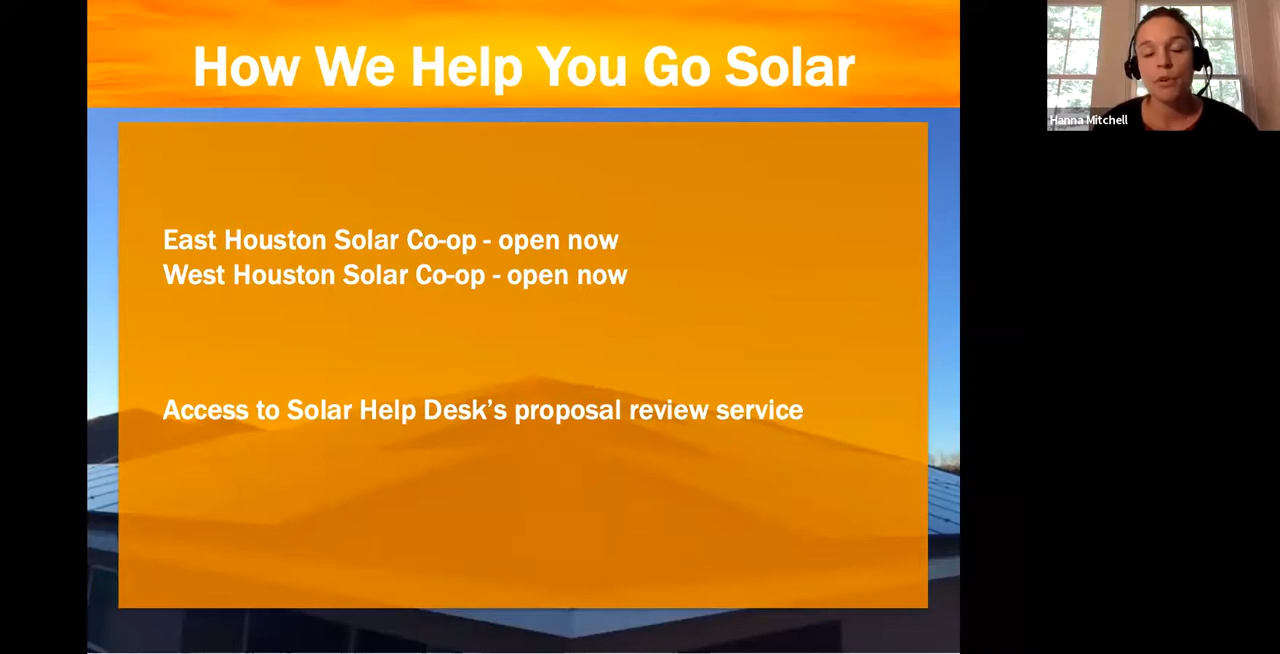 How We Help You Go Solar
East Houston Solar Co-op - open now
West Houston Solar Co-op - open now
Access to Solar Help Desk’s proposal review service
Hanna Mitchell